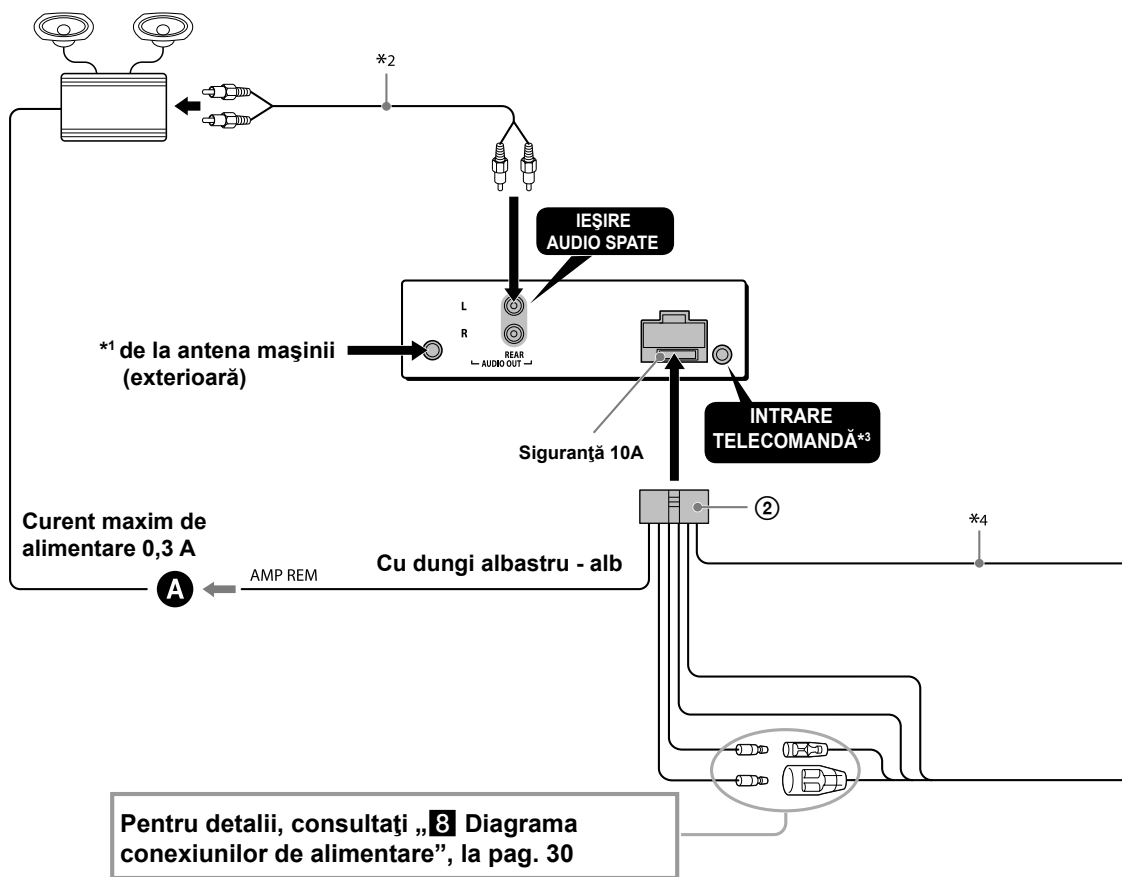 *2
IEŞIRE
AUDIO SPATE
L
R
REAR
AUDIO OUT
*1 de la antena maşinii
(exterioară)
INTRARE
TELECOMANDĂ*3
Siguranţă 10A
2
*4
Curent maxim de
alimentare 0,3 A
Cu dungi albastru - alb
A
AMP REM
Pentru detalii, consultaţi „8 Diagrama
conexiunilor de alimentare”, la pag. 30